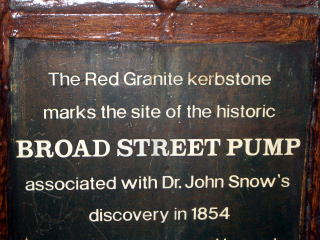 The Red Granite kerbstone
marks the site of the historic
BROAD STREET PUMP
associated with Dr. John Snow's
discovery in 1854